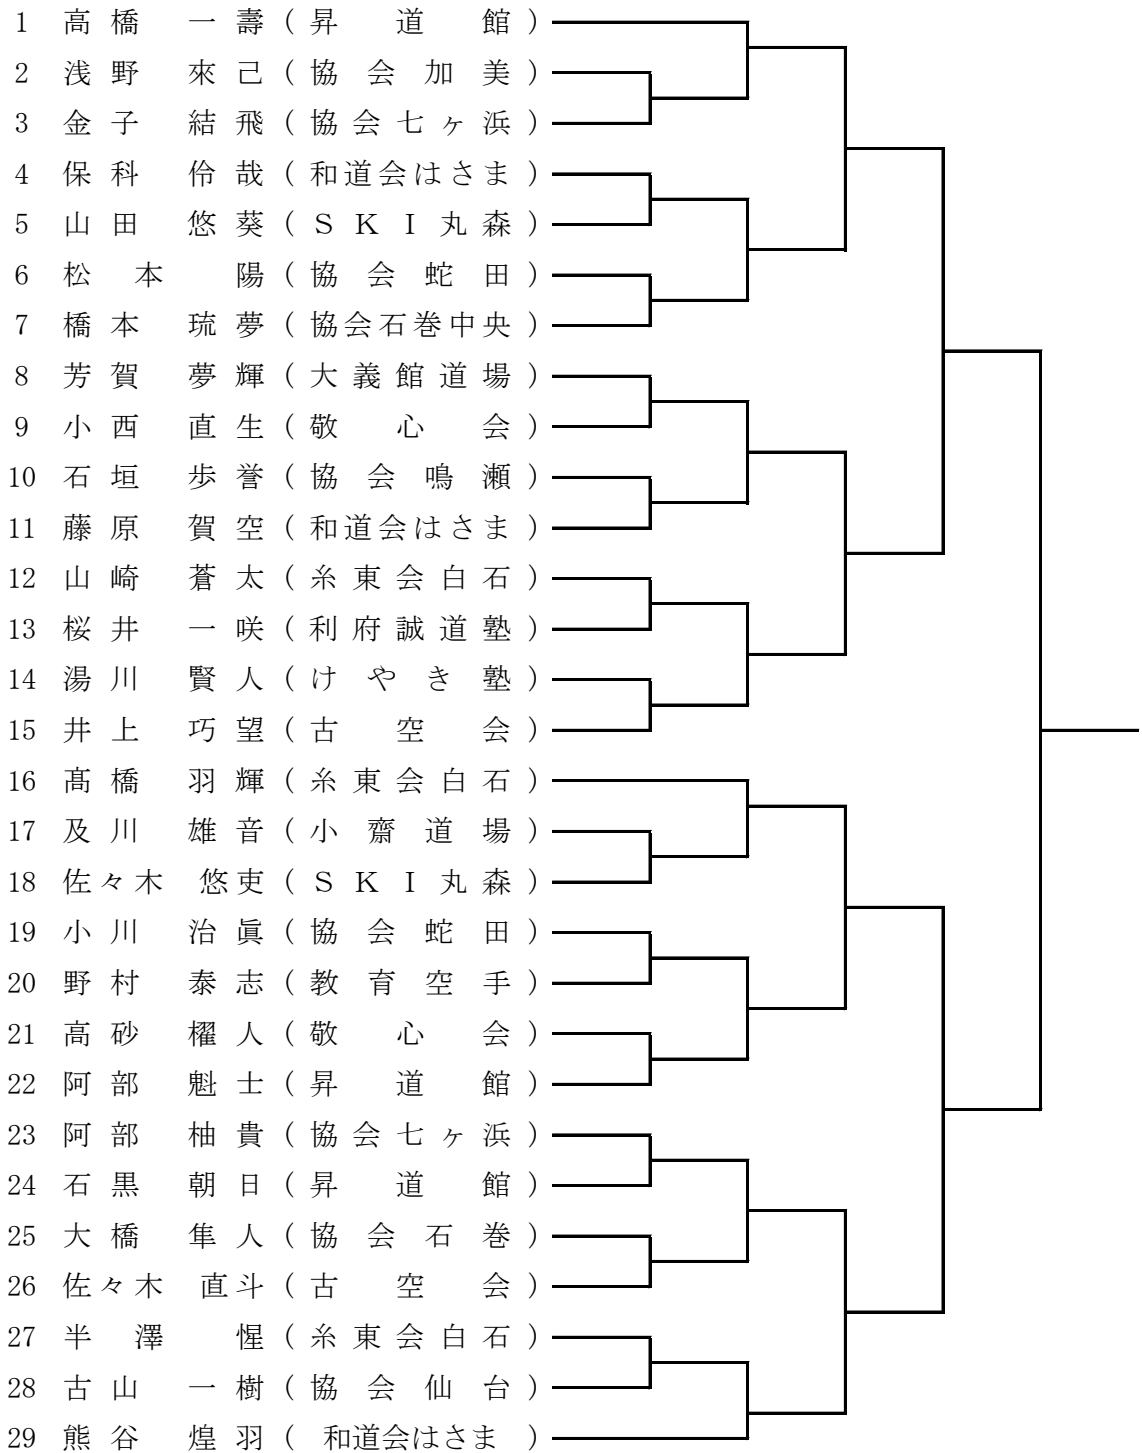 1 高橋 一壽 (昇道館)
2 浅野 來己 (協会加美)
3 金子 結飛 (協会七ヶ浜)
4 保科 伶哉 (和道会はさま)
5 山田 悠葵 (ＳＫＩ丸森)
6 松本 陽 (協会蛇田)
7 橋本 琉夢 (協会石巻中央)
8 芳賀 夢輝 (大義館道場)
9 小西 直生 (敬心会)
10 石垣 歩誉 (協会鳴瀬)
11 藤原 賀空 (和道会はさま)
12 山崎 蒼太 (糸東会白石)
13 桜井 一咲 (利府誠道塾)
14 湯川 賢人 (けやき塾)
15 井上 巧望 (古空会)
16 髙橋 羽輝 (糸東会白石)
17 及川 雄音 (小齋道場)
18 佐々木 悠吏 (ＳＫＩ丸森)
19 小川 治眞 (協会蛇田)
20 野村 泰志 (教育空手)
21 高砂 櫂人 (敬心会)
22 阿部 魁士 (昇道館)
23 阿部 柚貴 (協会七ヶ浜)
24 石黒 朝日 (昇道館)
25 大橋 隼人 (協会石巻)
26 佐々木 直斗 (古空会)
27 半澤 惺 (糸東会白石)
28 古山 一樹 (協会仙台)
29 熊谷 煌羽 (和道会はさま)